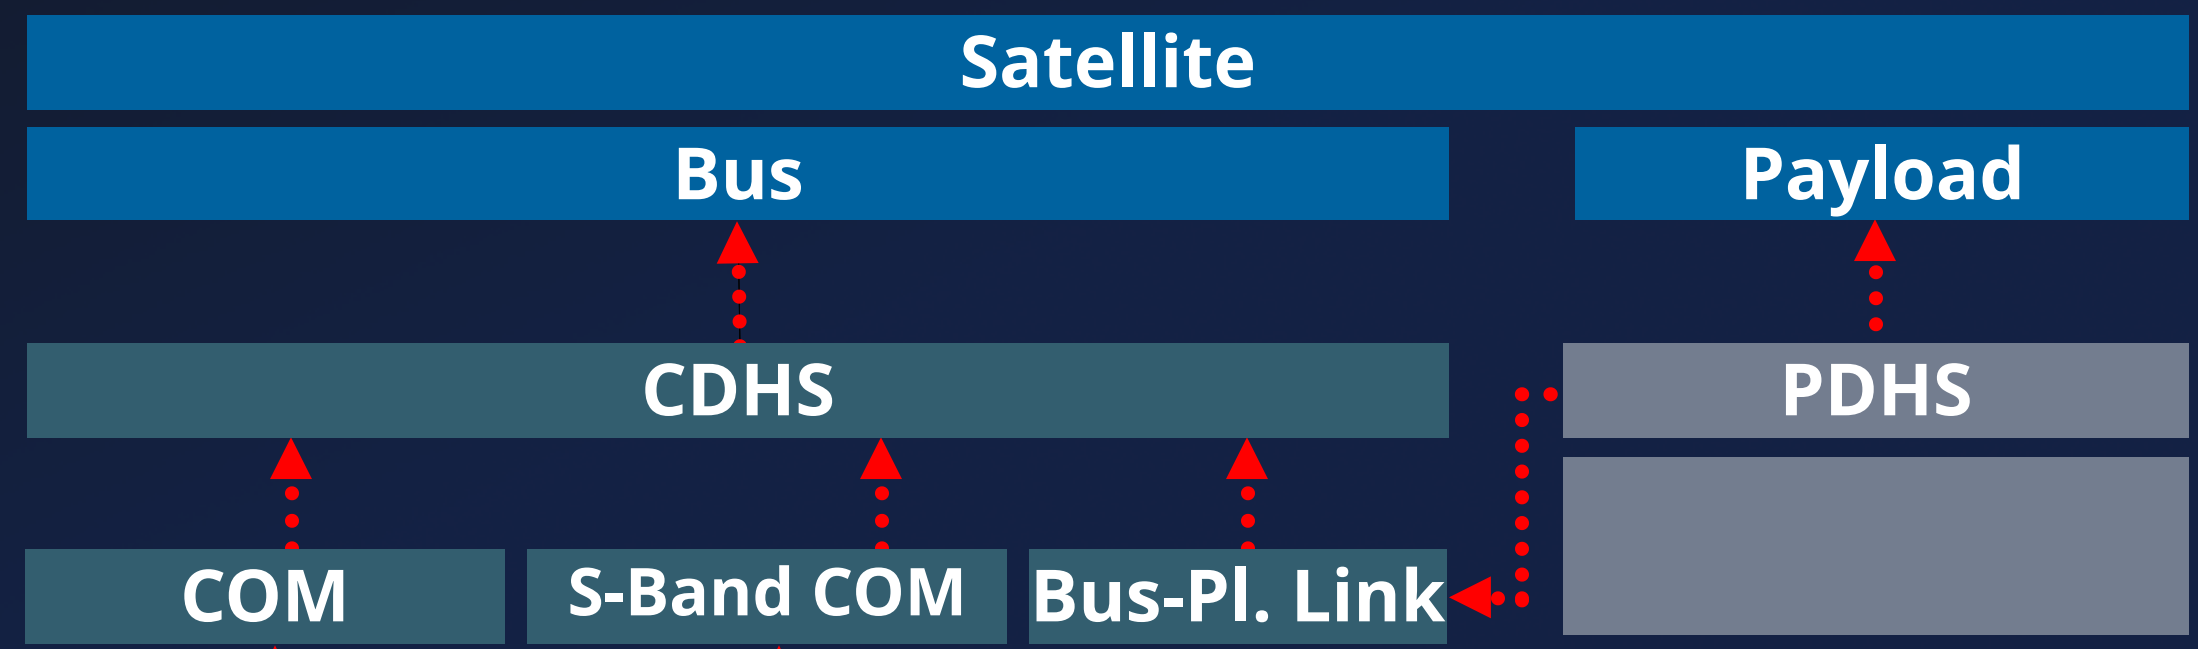 Satellite
Bus
Payload
CDHS
PDHS
COM
S-Band COM
Bus-Pl. Link